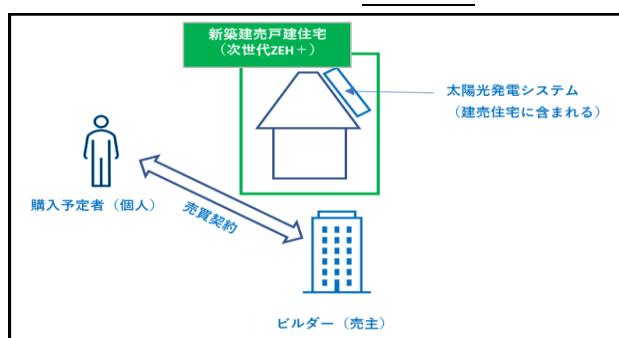 新築建売戸建住宅
（次世代ZEH＋）
太陽光発電システム
（建売住宅に含まれる）
購入予定者（個人）
売買契約
ビルダー（売主）